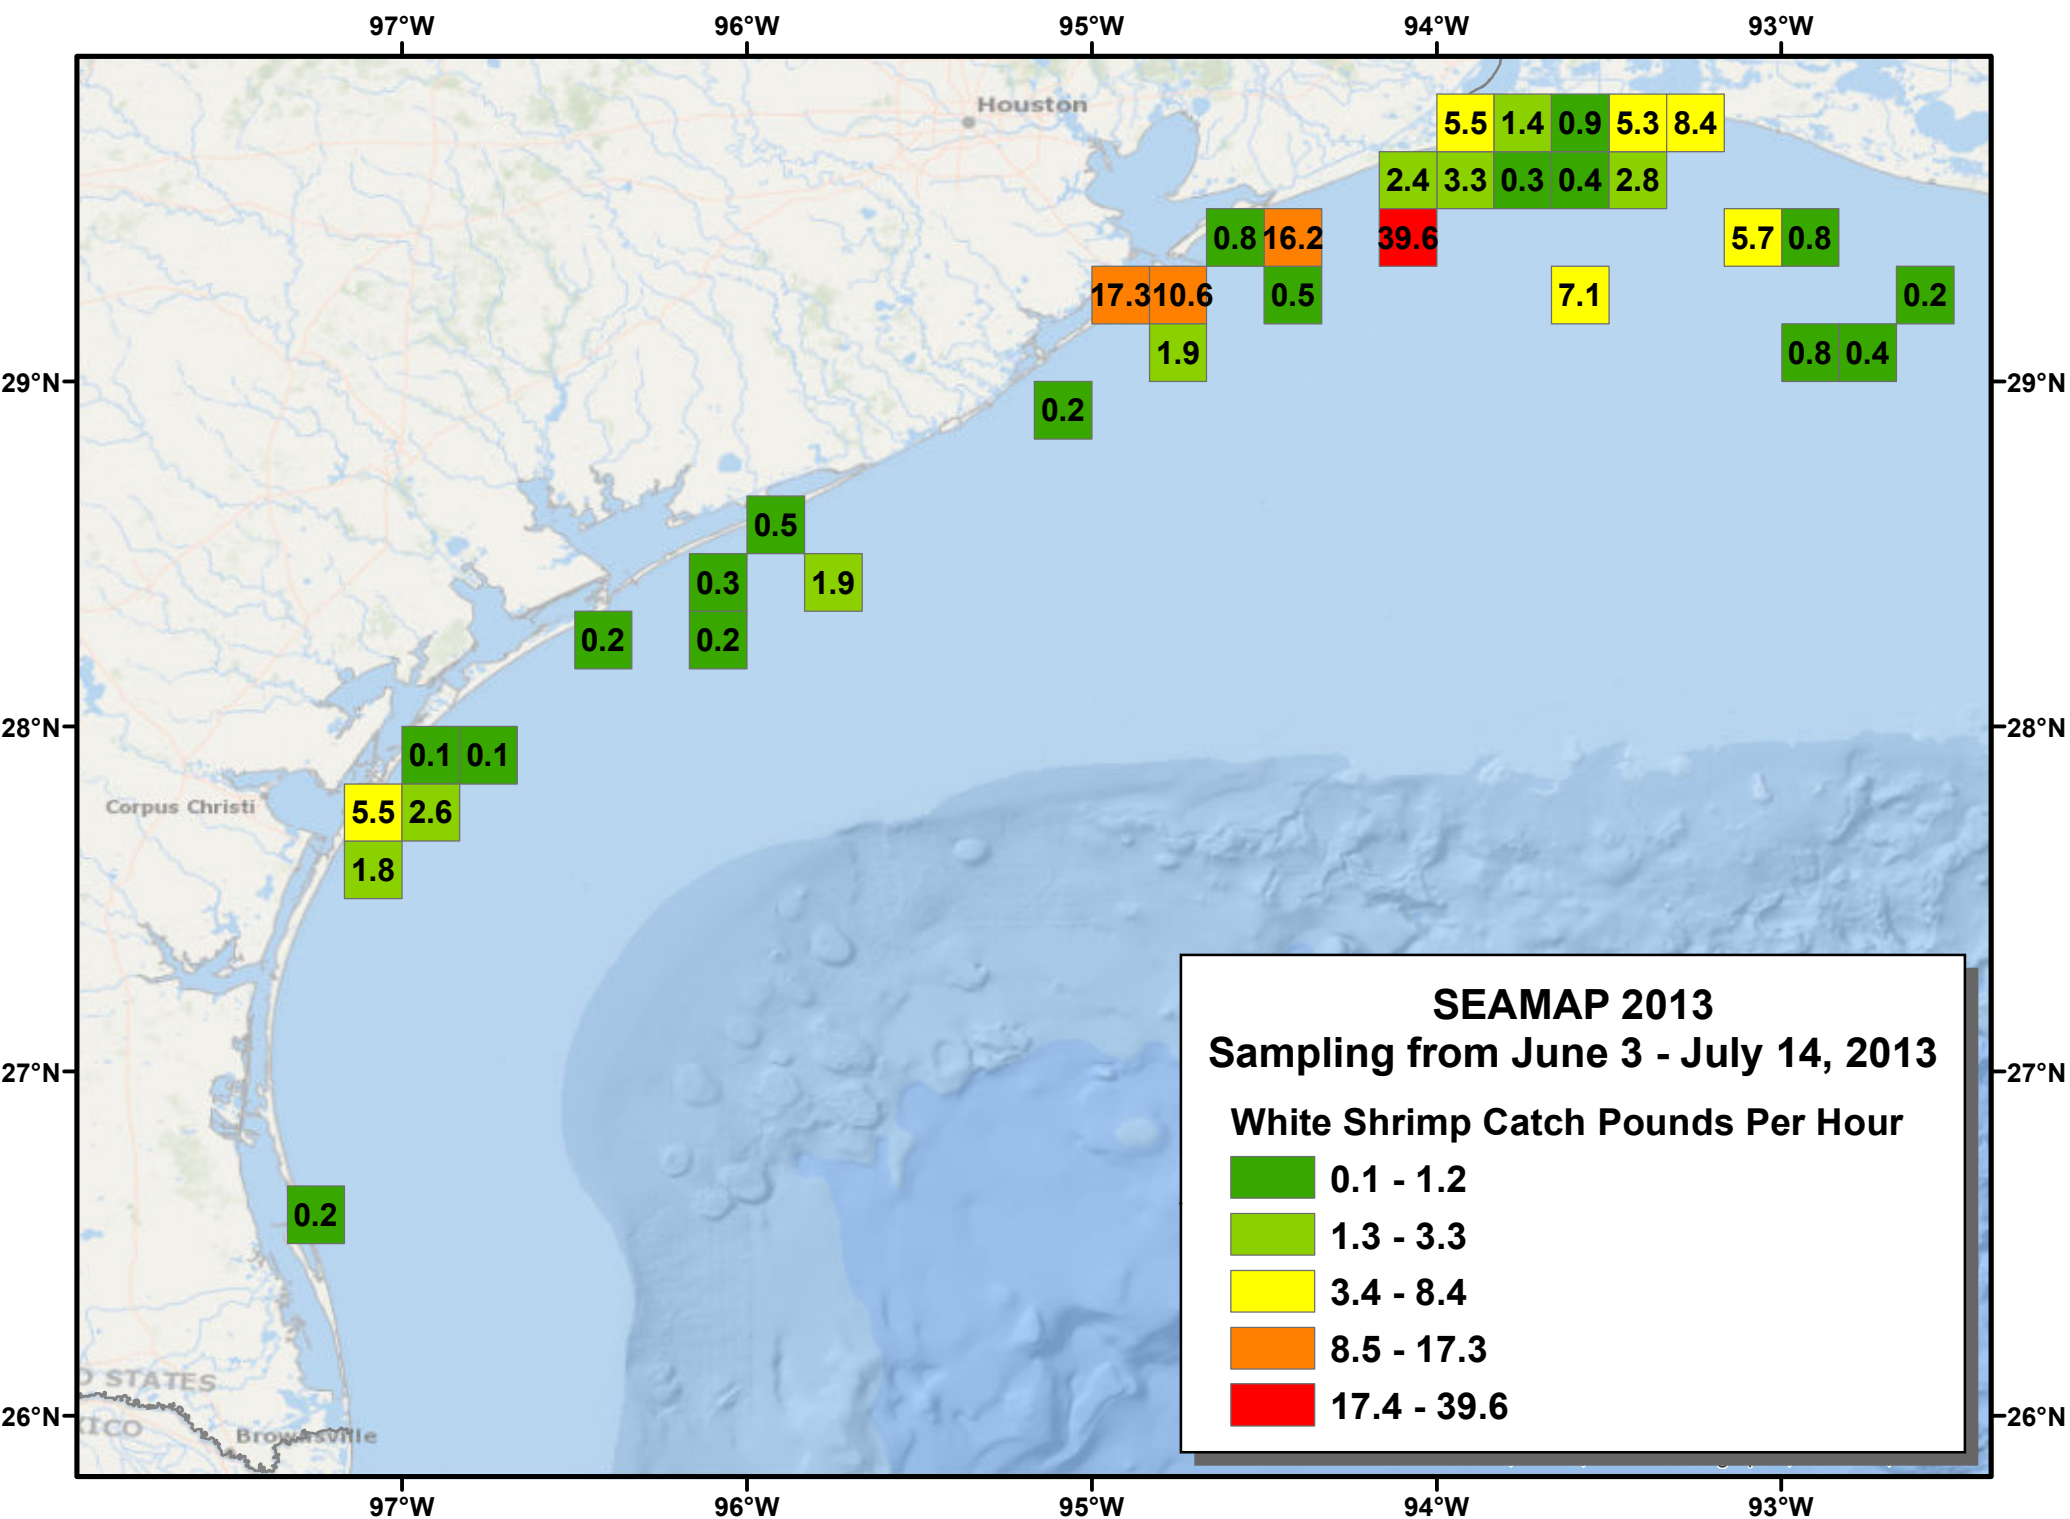 97°W 96°W 95°W 94°W 93°W
Houston
5.5 1.4 0.9 5.3 8.4
2.4 3.3 0.3 0.4 2.8
0.8 16.2 39.6 5.7 0.8
17.3 10.6 0.5 7.1 0.2
1.9 0.8 0.4
29°N 29°N
0.2
0.5
0.3 1.9
0.2 0.2
28°N 28°N
0.1 0.1
Corpus Christi 5.5 2.6
1.8
SEAMAP 2013
Sampling from June 3 - July 14, 2013
27°N 27°N
White Shrimp Catch Pounds Per Hour
0.1 - 1.2
0.2
1.3 - 3.3
3.4 - 8.4
8.5 - 17.3
STATES
17.4 - 39.6
26°N 26°N
ICO
Brownsville
97°W 96°W 95°W 94°W 93°W